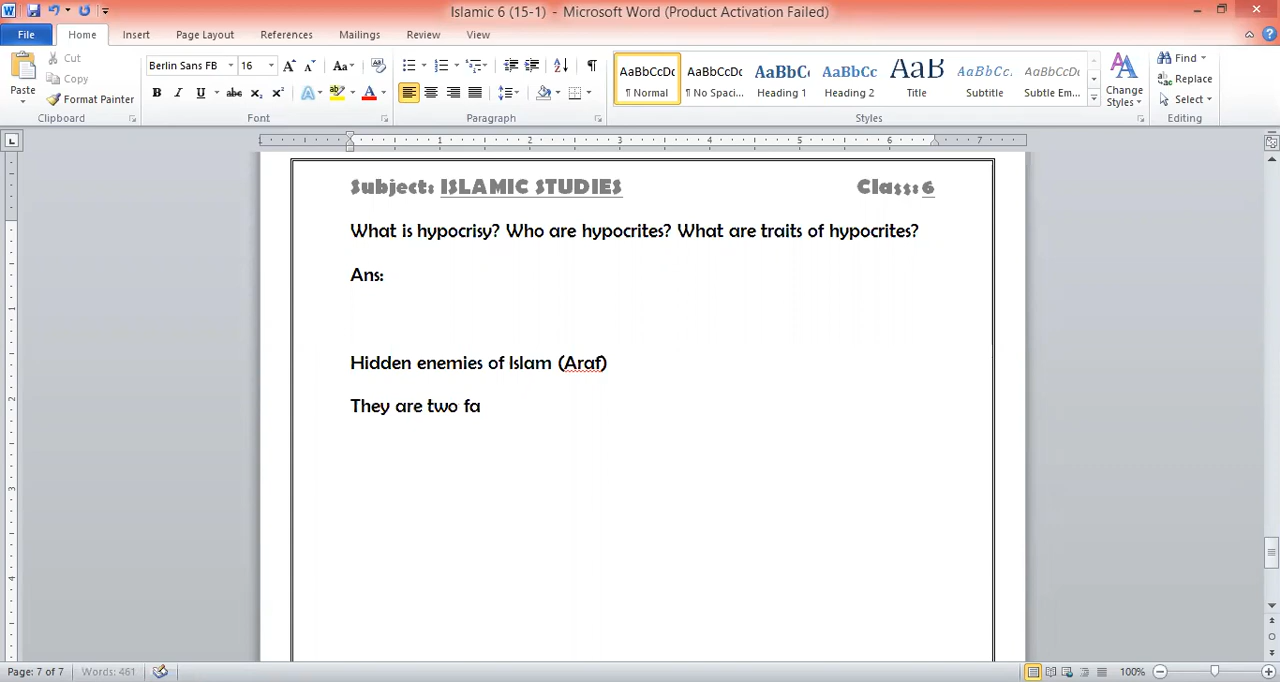 Islamic 6 (15-1) - Microsoft Word (Product Activation Failed)
File Home Insert Page Layout References Mailings Review View
Paste Cut Copy Format Painter
Berlin Sans FB 16
AaBbCcDc AaBbCcDc AaBbC AaBbCc AaB AaBbCc. AaBbCcDc
¶ Normal ¶ No Spaci... Heading 1 Heading 2 Title Subtitle Subtle Em...
Change Styles
Find Replace Select
Clipboard Font Paragraph Styles Editing
Subject: ISLAMIC STUDIES Class: 6
What is hypocrisy? Who are hypocrites? What are traits of hypocrites?
Ans:
Hidden enemies of Islam (Araf)
They are two fa
Page: 7 of 7 Words: 461 100%